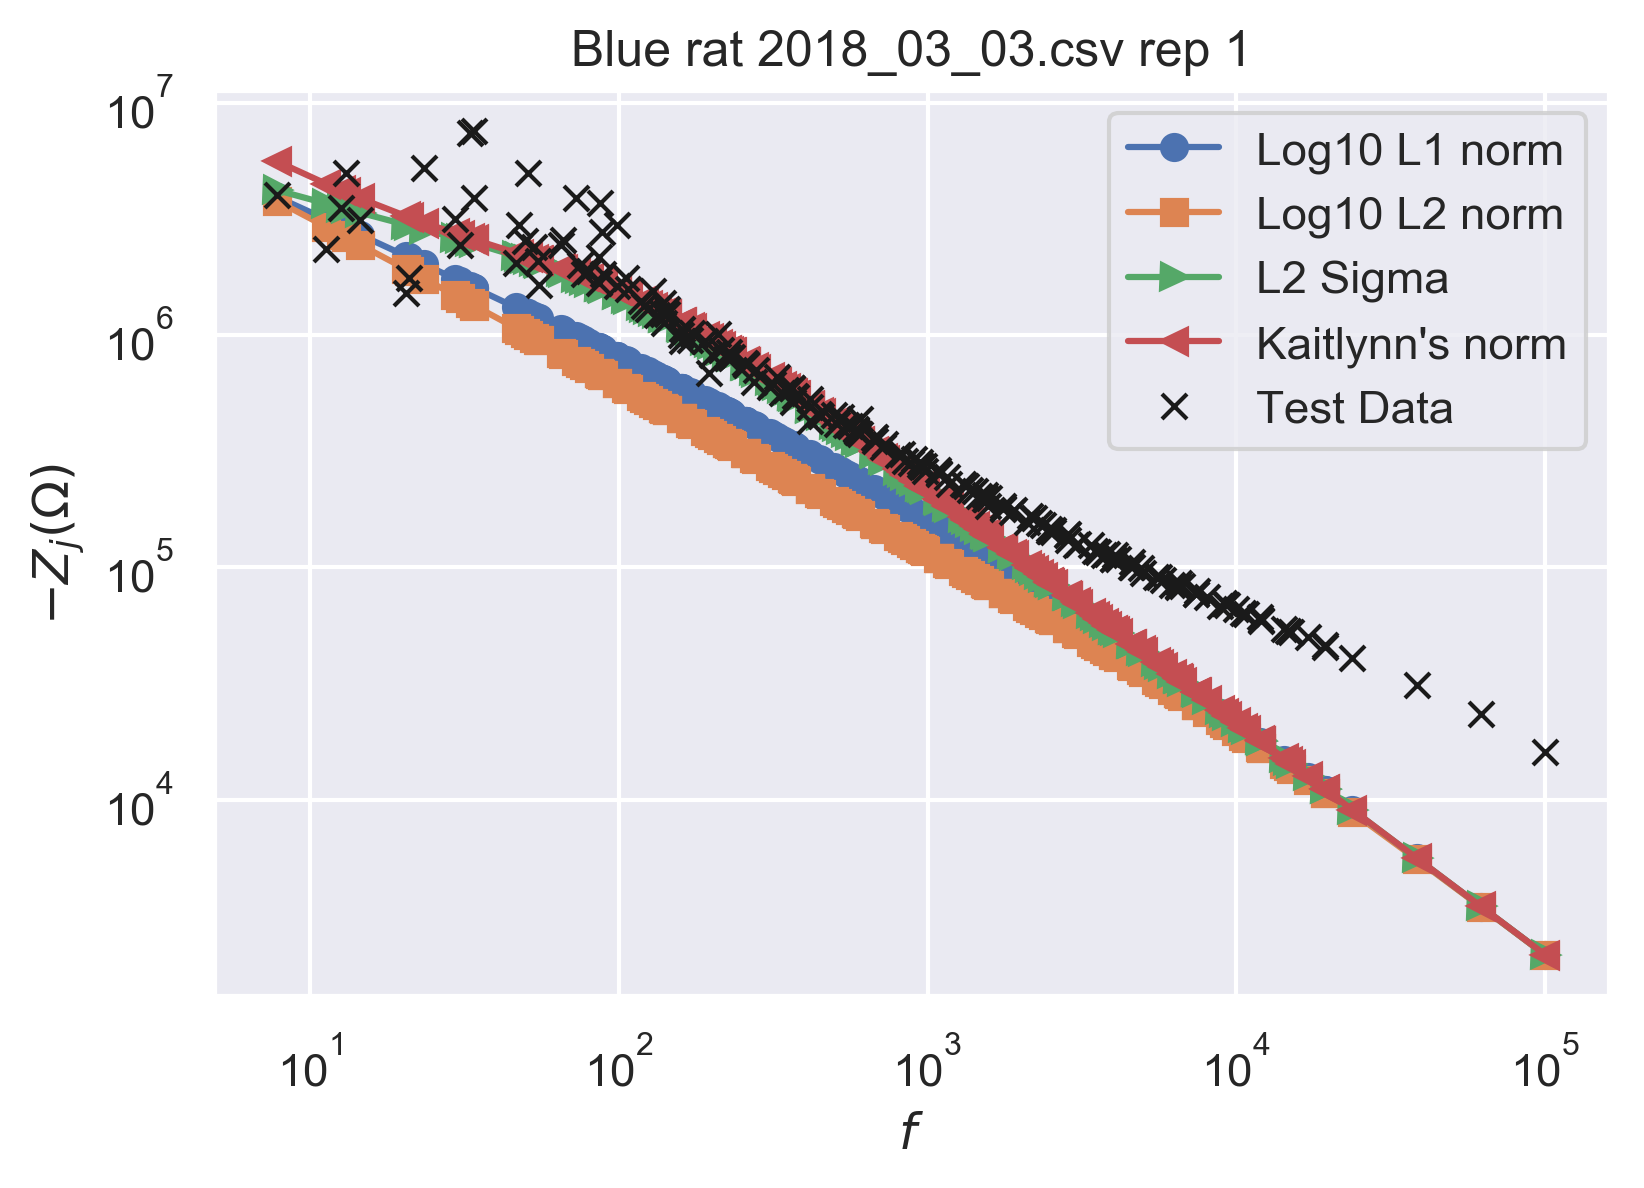 Blue rat 2018_03_03.csv rep 1
10^7
10^6
10^5
10^4
−Z_j(Ω)
Log10 L1 norm
Log10 L2 norm
L2 Sigma
Kaitlynn's norm
Test Data
10^1 10^2 10^3 10^4 10^5
f